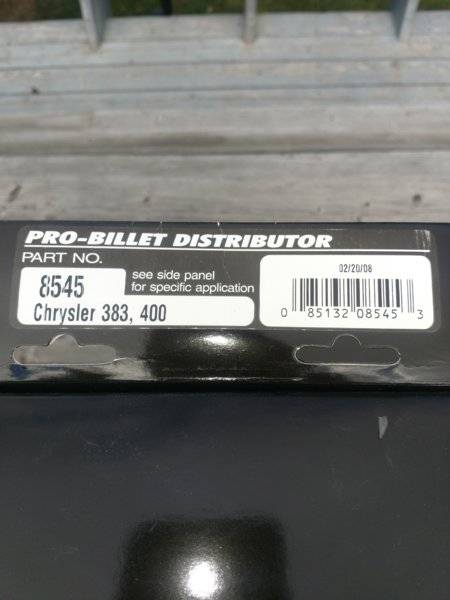 PRO-BILLET DISTRIBUTOR
PART NO.
8545
see side panel
for specific application
Chrysler 383, 400
02/20/08
0 85132 08545 3